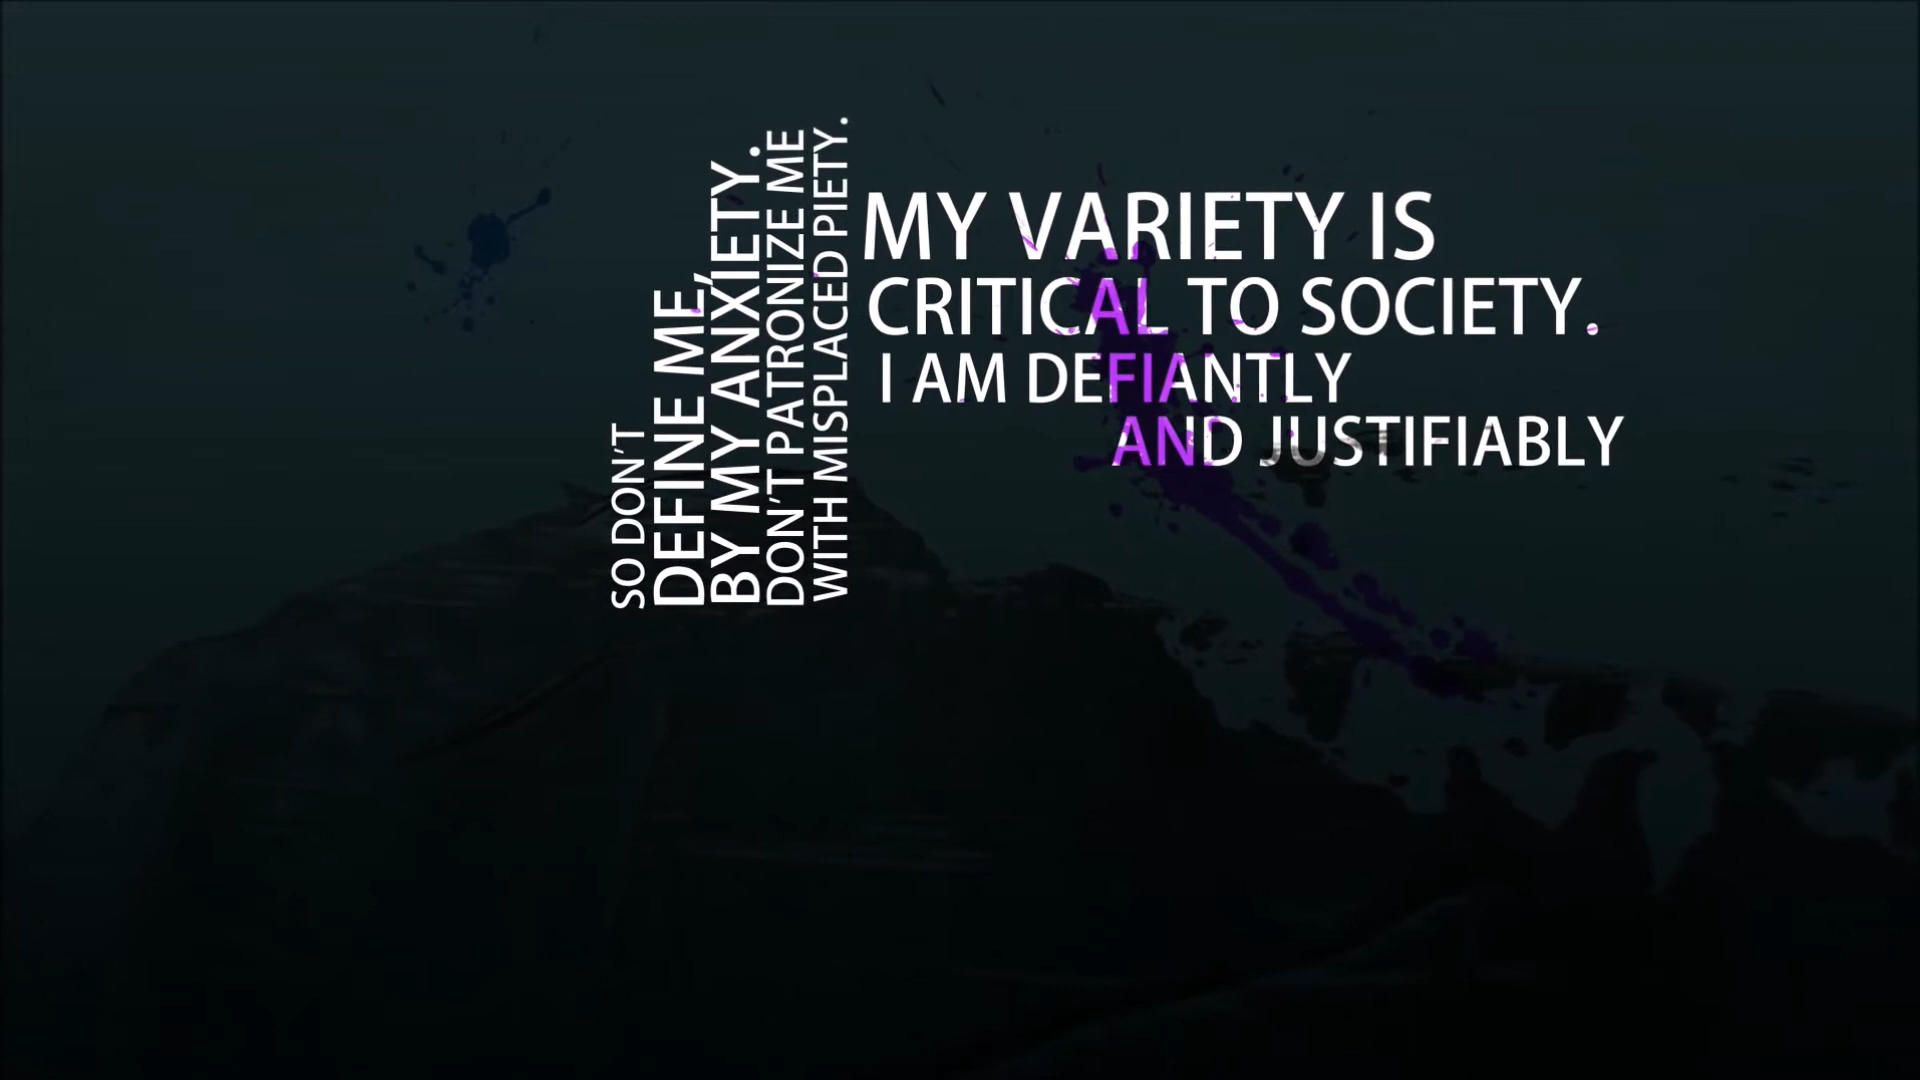 SO DON'T
DEFINE ME,
BY MY ANXIETY.
DON'T PATRONIZE ME
WITH MISPLACED PIETY.
MY VARIETY IS
CRITICAL TO SOCIETY.
I AM DEFIANTLY
AND JUSTIFIABLY